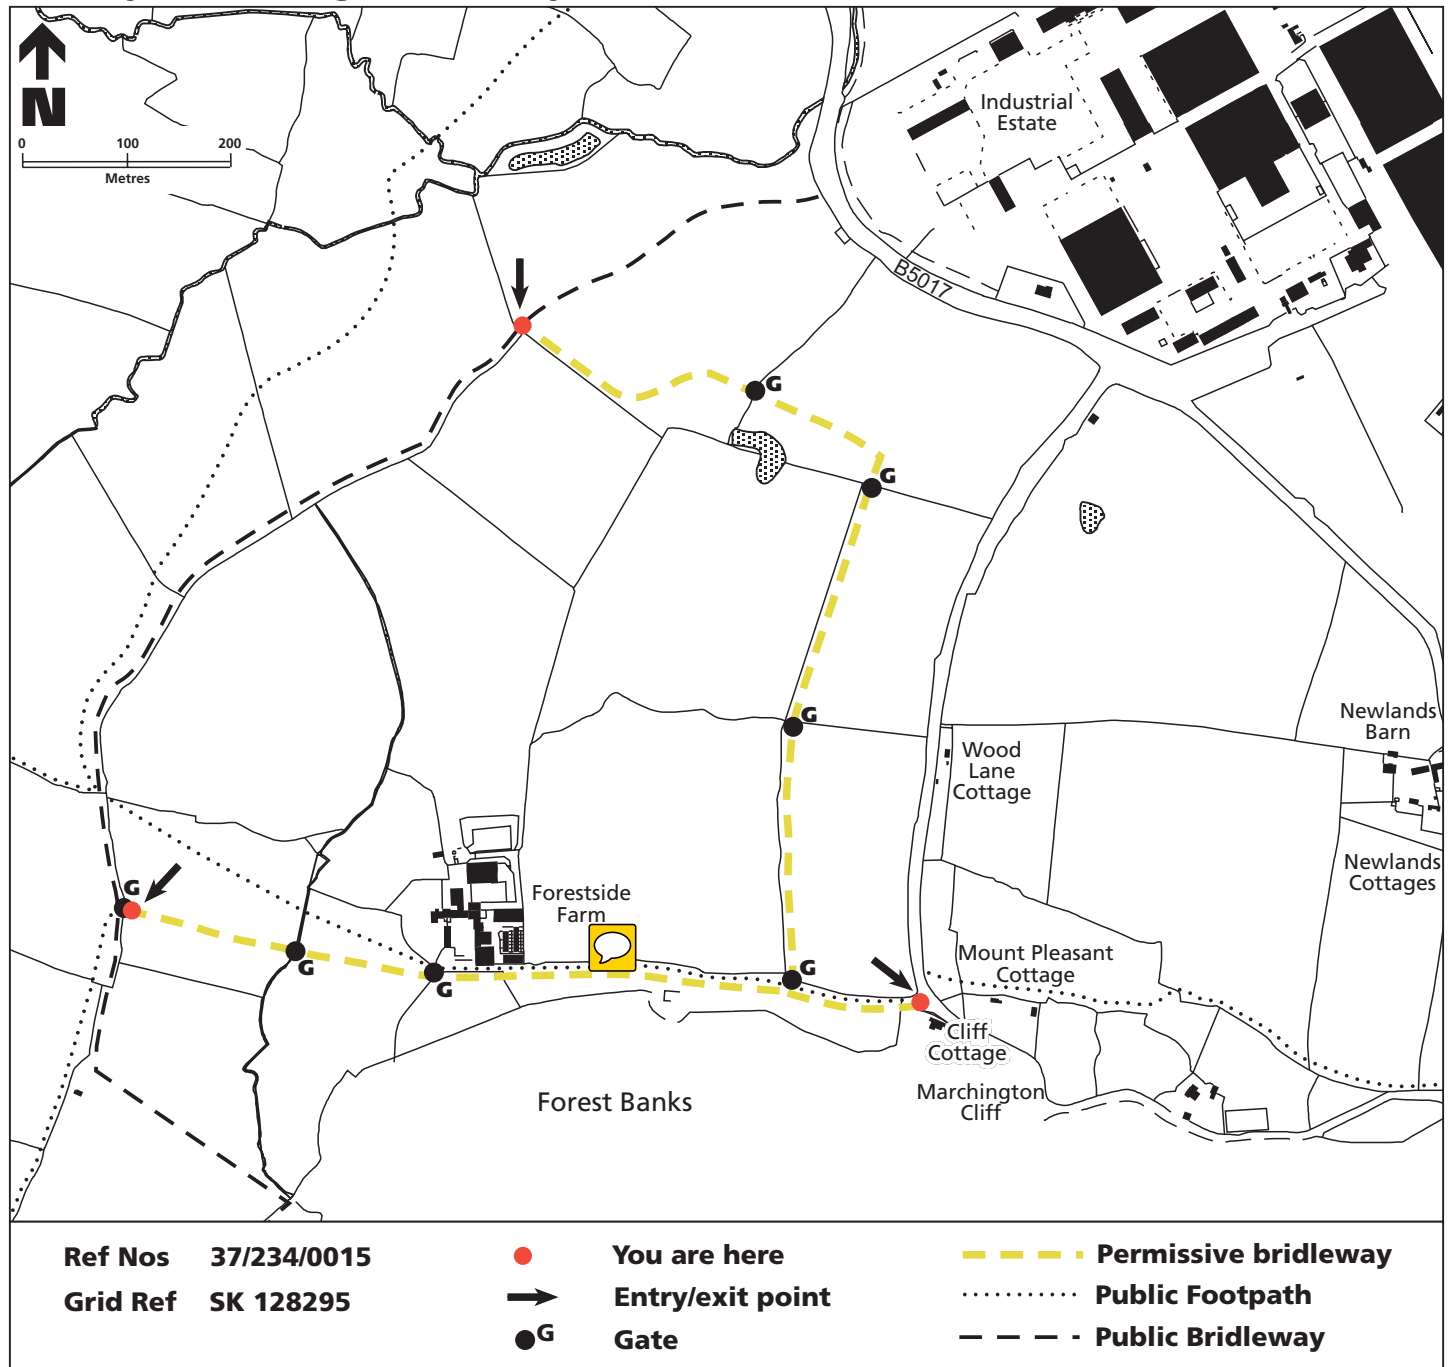 N
0 100 200
Metres
Industrial
Estate
B5017
G
G
G
Newlands
Barn
Wood
Lane
Cottage
Newlands
Cottages
G
Forestside
Farm
G
G
G
Mount Pleasant
Cottage
Cliff
Cottage
Forest Banks
Marchington
Cliff
Ref Nos 37/234/0015
Grid Ref SK 128295
You are here
Entry/exit point
G Gate
Permissive bridleway
Public Footpath
Public Bridleway